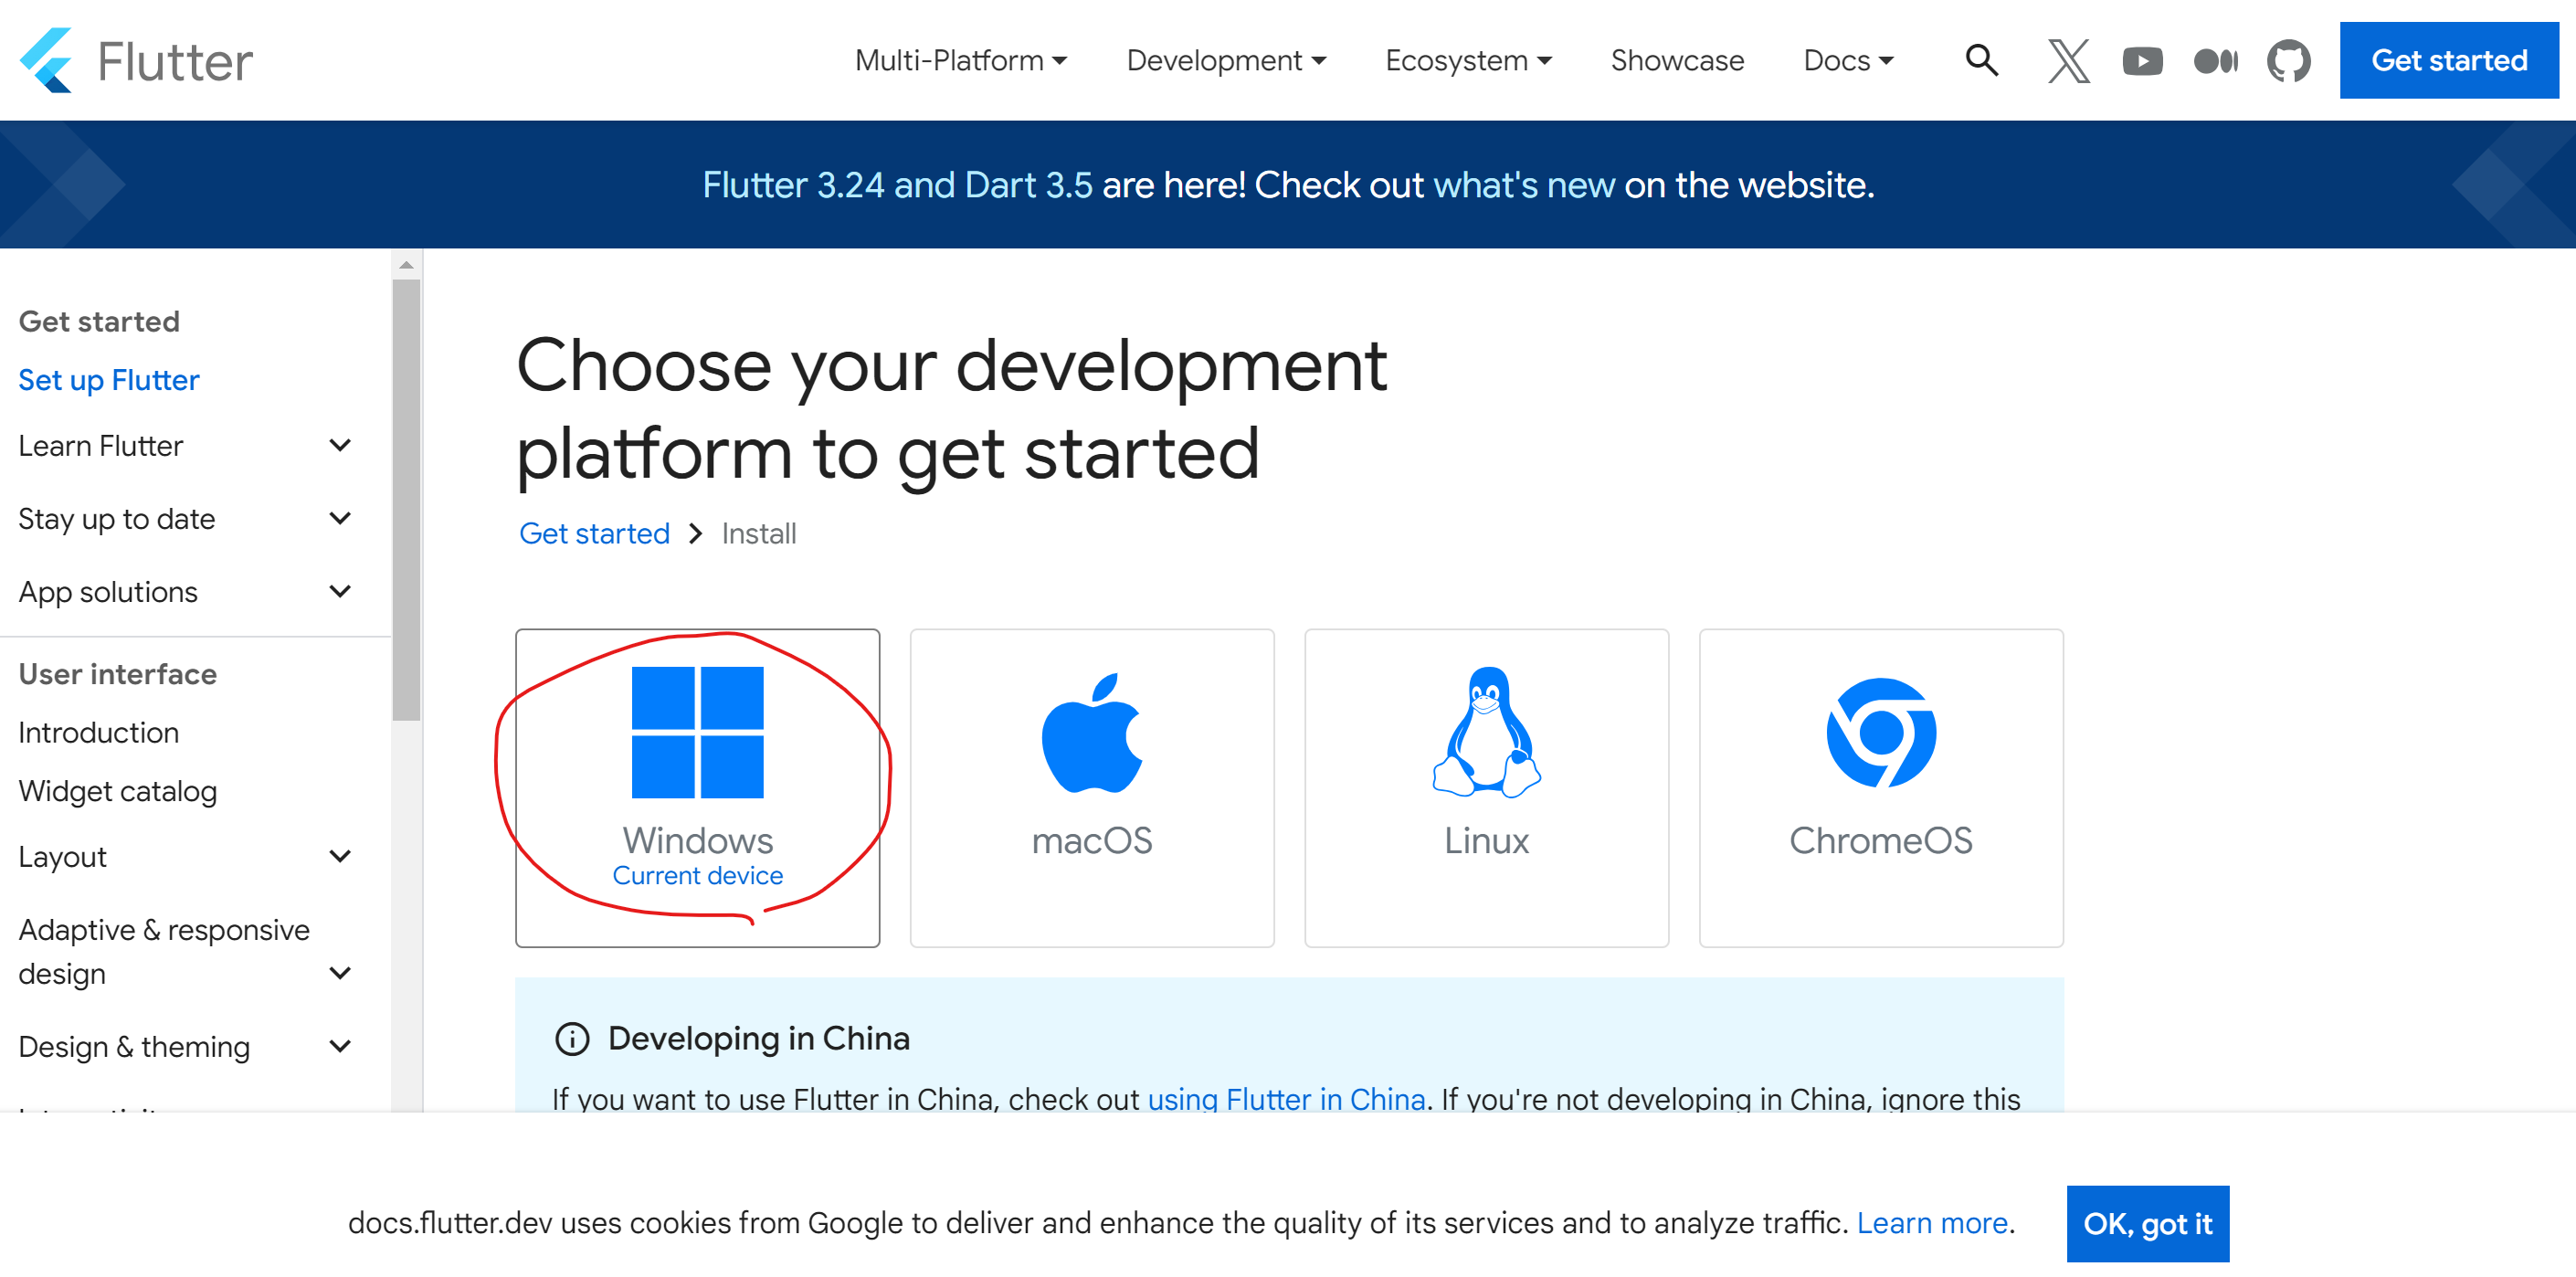 Flutter
Multi-Platform
Development
Ecosystem
Showcase
Docs
Get started
Flutter 3.24 and Dart 3.5 are here! Check out what's new on the website.
Get started
Set up Flutter
Learn Flutter
Stay up to date
App solutions
User interface
Introduction
Widget catalog
Layout
Adaptive & responsive
design
Design & theming
Choose your development
platform to get started
Get started
Install
Windows
Current device
macOS
Linux
ChromeOS
Developing in China
If you want to use Flutter in China, check out using Flutter in China. If you're not developing in China, ignore this
docs.flutter.dev uses cookies from Google to deliver and enhance the quality of its services and to analyze traffic. Learn more.
OK, got it